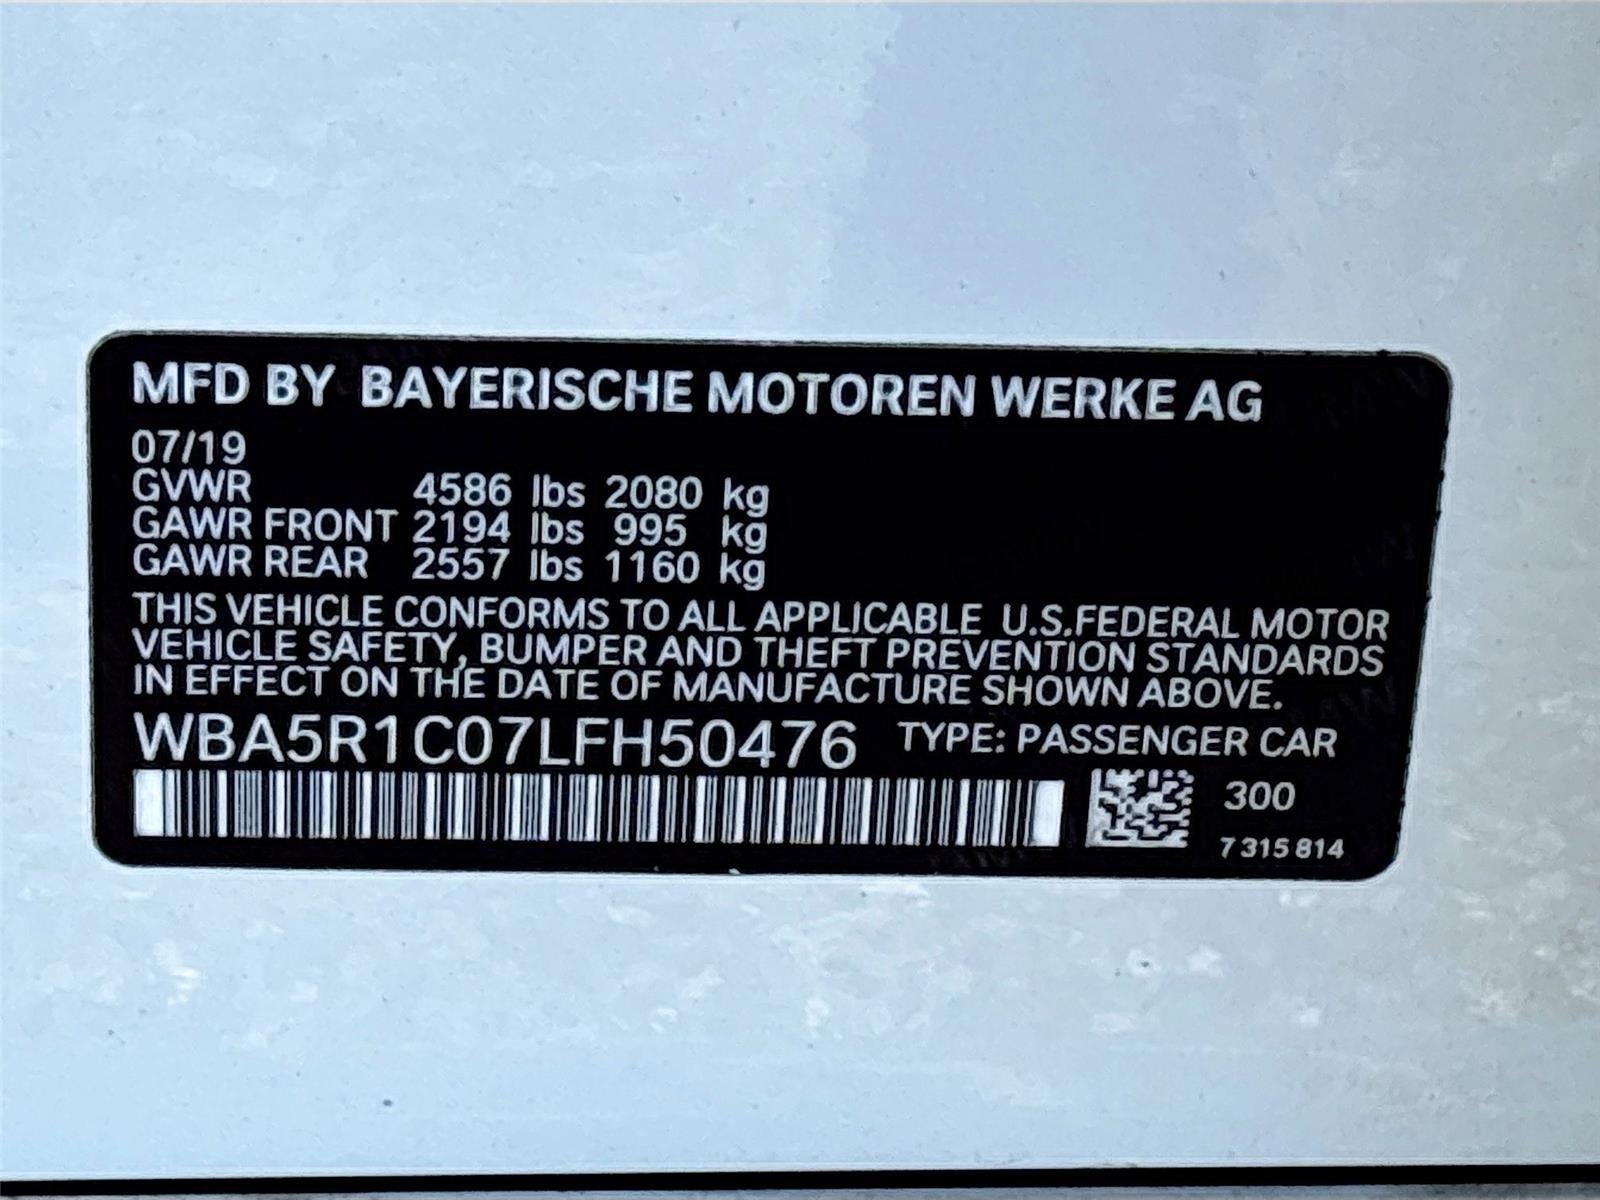 MFD BY BAYERISCHE MOTOREN WERKE AG
07/19
GVWR 4586 lbs 2080 kg
GAWR FRONT 2194 lbs 995 kg
GAWR REAR 2557 lbs 1160 kg
THIS VEHICLE CONFORMS TO ALL APPLICABLE U.S.FEDERAL MOTOR
VEHICLE SAFETY, BUMPER AND THEFT PREVENTION STANDARDS
IN EFFECT ON THE DATE OF MANUFACTURE SHOWN ABOVE.
WBA5R1C07LFH50476 TYPE: PASSENGER CAR
300
7 315 814